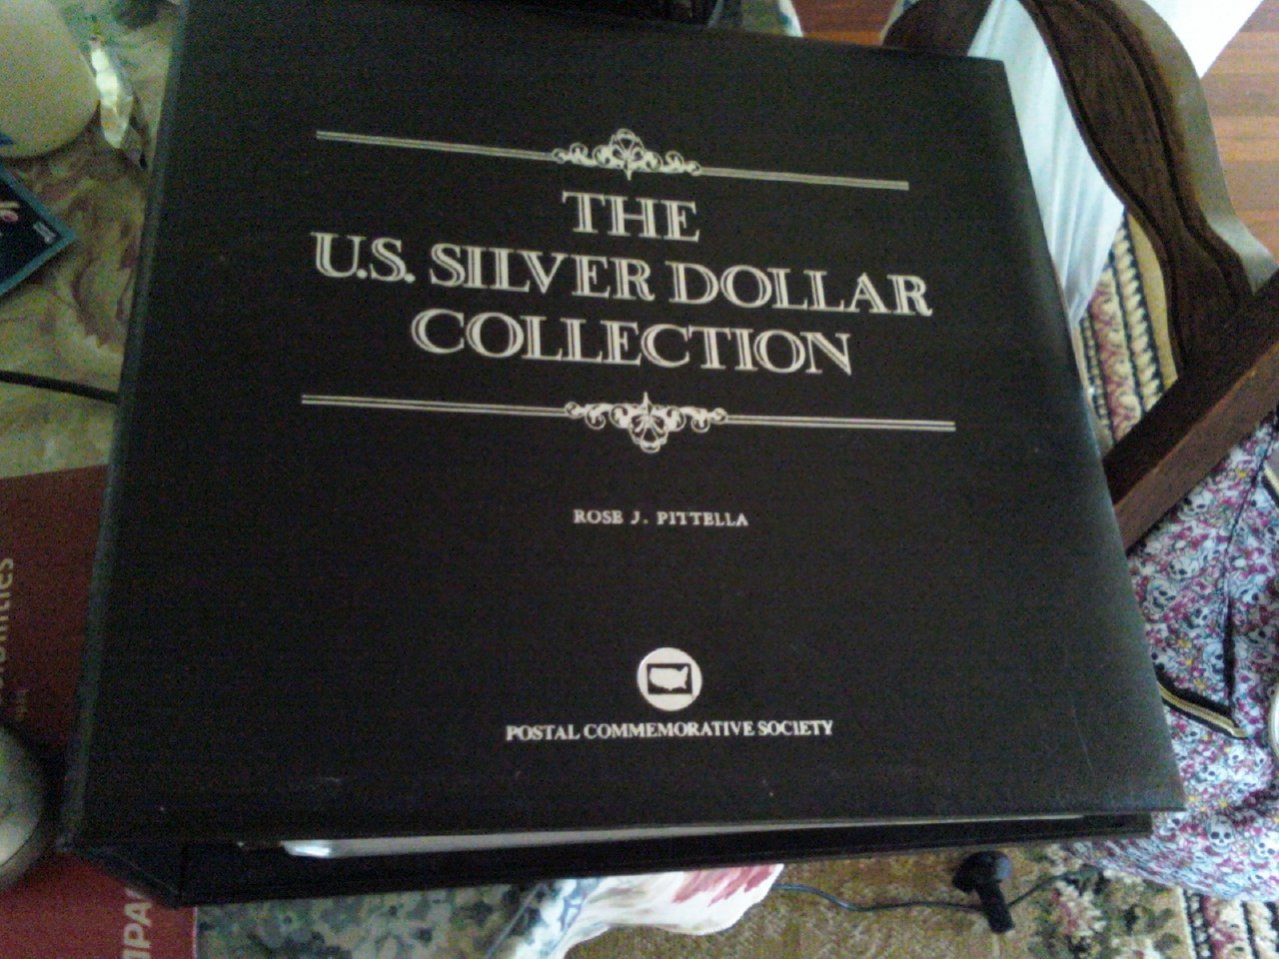 THE
U.S. SILVER DOLLAR
COLLECTION
ROSE J. PITTELLA
POSTAL COMMEMORATIVE SOCIETY